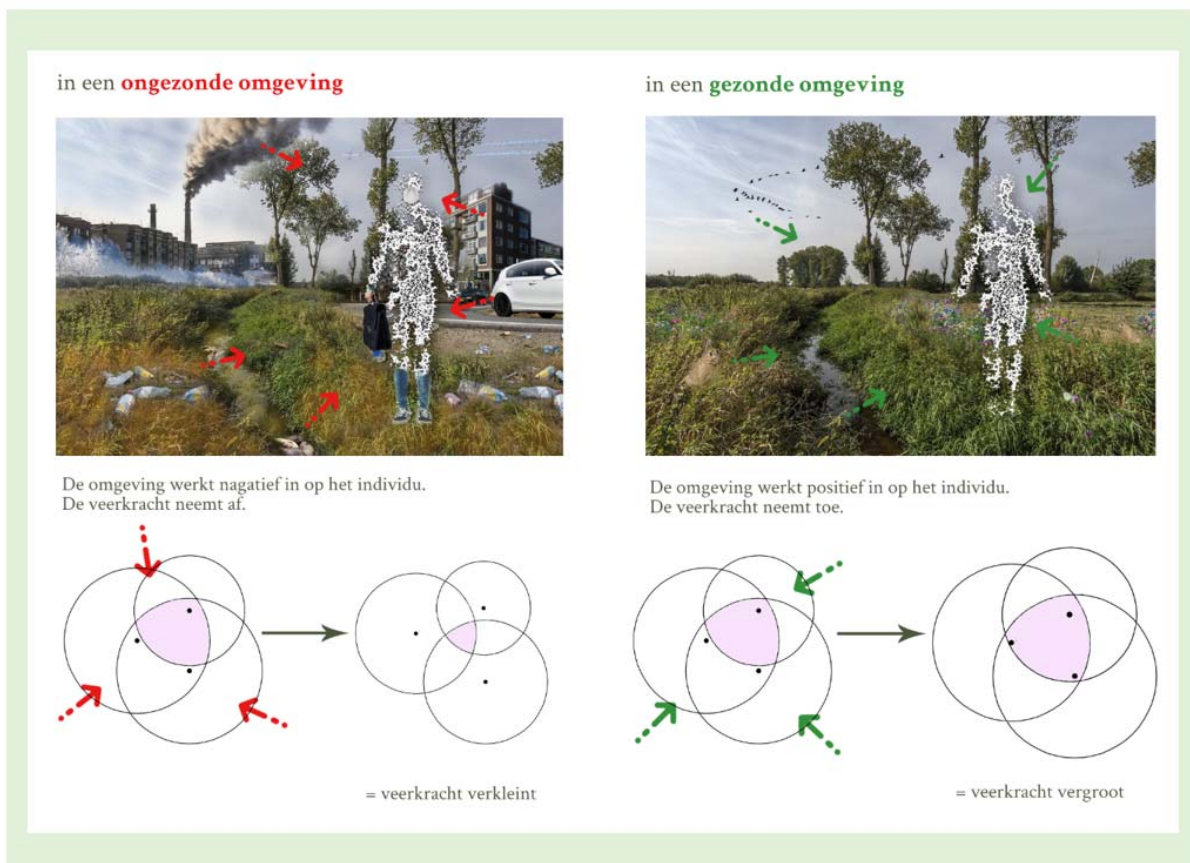 in een ongezonde omgeving
De omgeving werkt nagatief in op het individu.
De veerkracht neemt af.
= veerkracht verkleint
in een gezonde omgeving
De omgeving werkt positief in op het individu.
De veerkracht neemt toe.
= veerkracht vergroot